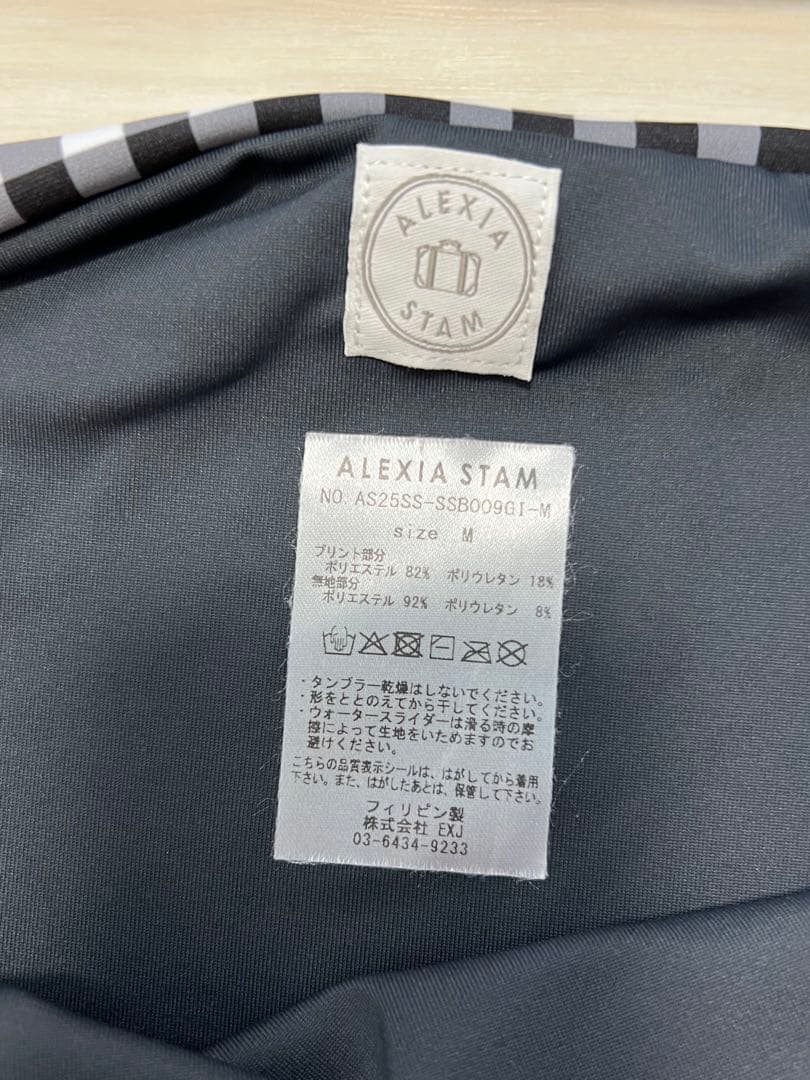 ALEXIA
STAM
ALEXIA STAM
NO. AS25SS-SSB009GI-M
size M
プリント部分
ポリエステル 82% ポリウレタン 18%
無地部分
ポリエステル 92% ポリウレタン 8%
・タンブラー乾燥はしないでください。
・形をととのえてから干してください。
・ウォータースライダーは滑る時の摩
擦によって生地をいためますのでお
避けください。
こちらの品質表示シールは、はがしてから着用
下さい。また、はがしたあとは、保管して下さい。
フィリピン製
株式会社 EXJ
03-6434-9233